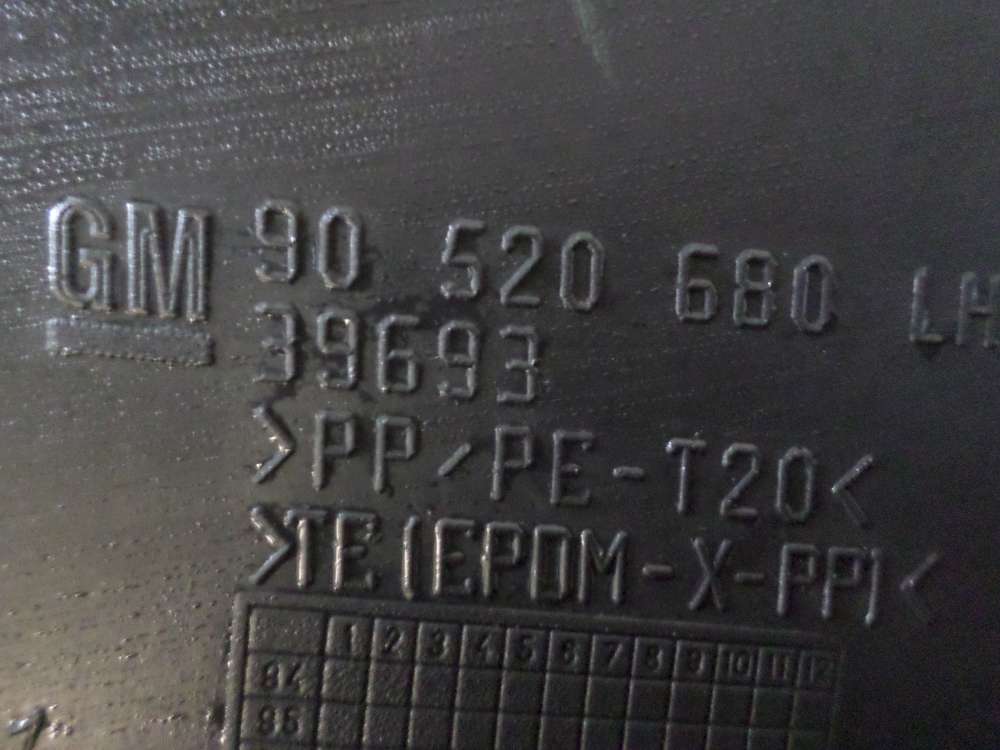 GM 90 520 680 LH
39693
>PP/PE-T20<
>TE(EPDM-X-PP)<
1 2 3 4 5 6 7 8 9 10 11 12
94
95